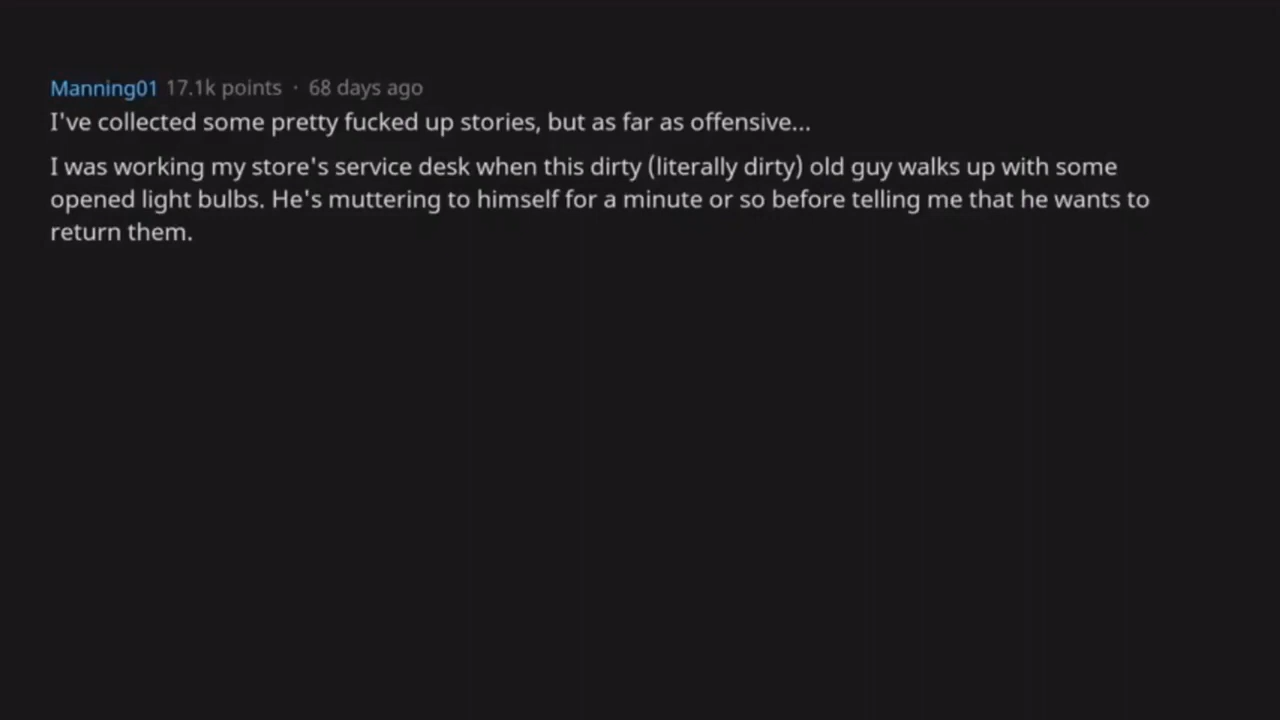 Manning01 17.1k points · 68 days ago
I've collected some pretty fucked up stories, but as far as offensive...
I was working my store's service desk when this dirty (literally dirty) old guy walks up with some
opened light bulbs. He's muttering to himself for a minute or so before telling me that he wants to
return them.